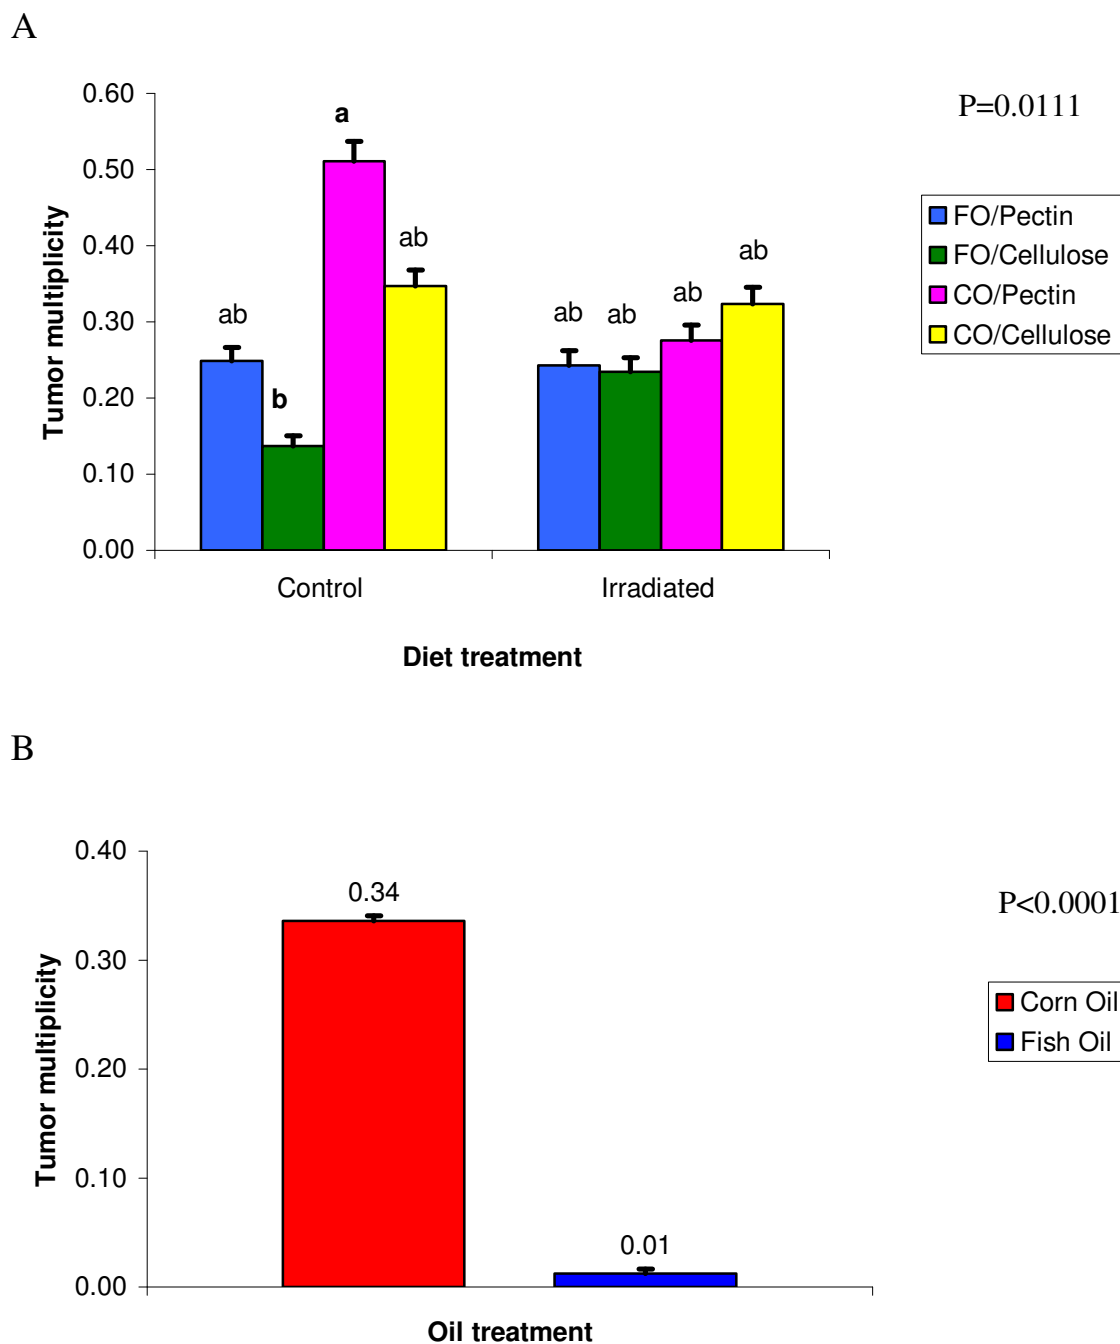 A
P=0.0111
0.60
0.50
0.40
0.30
0.20
0.10
0.00
Tumor multiplicity
ab
b
a
ab
ab
ab
ab
ab
FO/Pectin
FO/Cellulose
CO/Pectin
CO/Cellulose
Control
Irradiated
Diet treatment
B
P<0.0001
0.40
0.30
0.20
0.10
0.00
Tumor multiplicity
0.34
0.01
Corn Oil
Fish Oil
Oil treatment